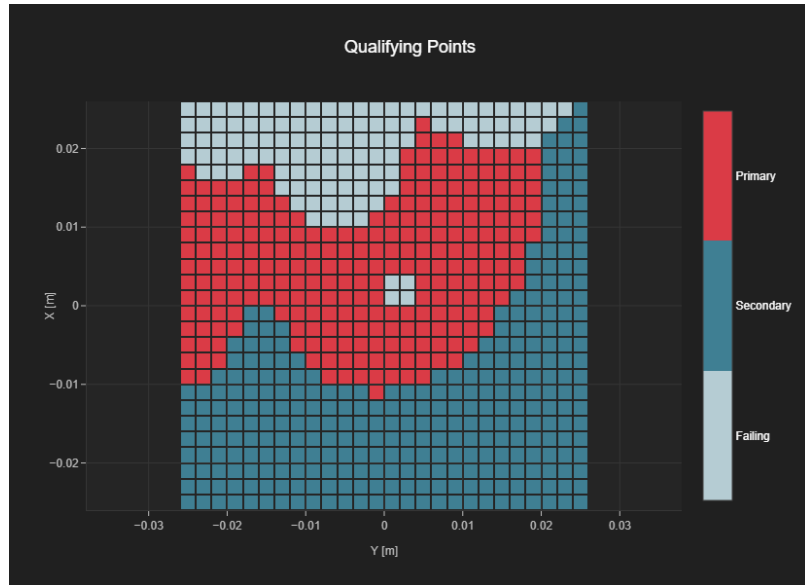 Qualifying Points
Primary
Secondary
Failing
0.02
0.01
0
−0.01
−0.02
X [m]
−0.03
−0.02
−0.01
0
0.01
0.02
0.03
Y [m]